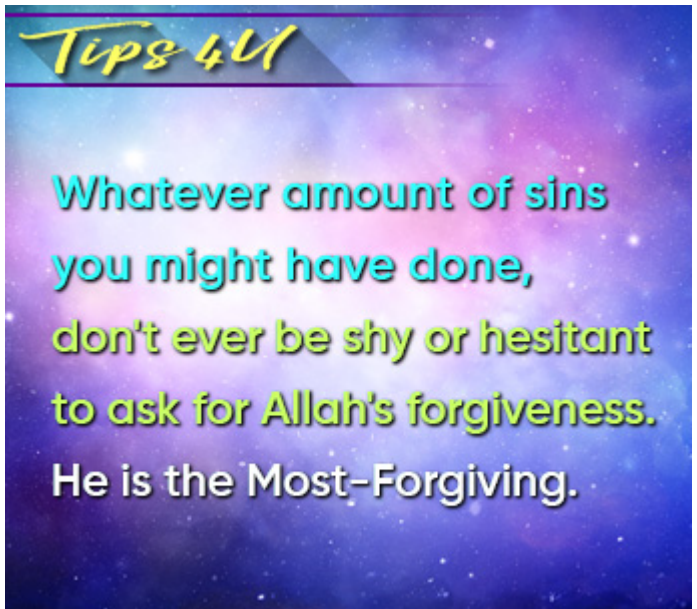 Tips 4U
Whatever amount of sins
you might have done,
don't ever be shy or hesitant
to ask for Allah's forgiveness.
He is the Most-Forgiving.